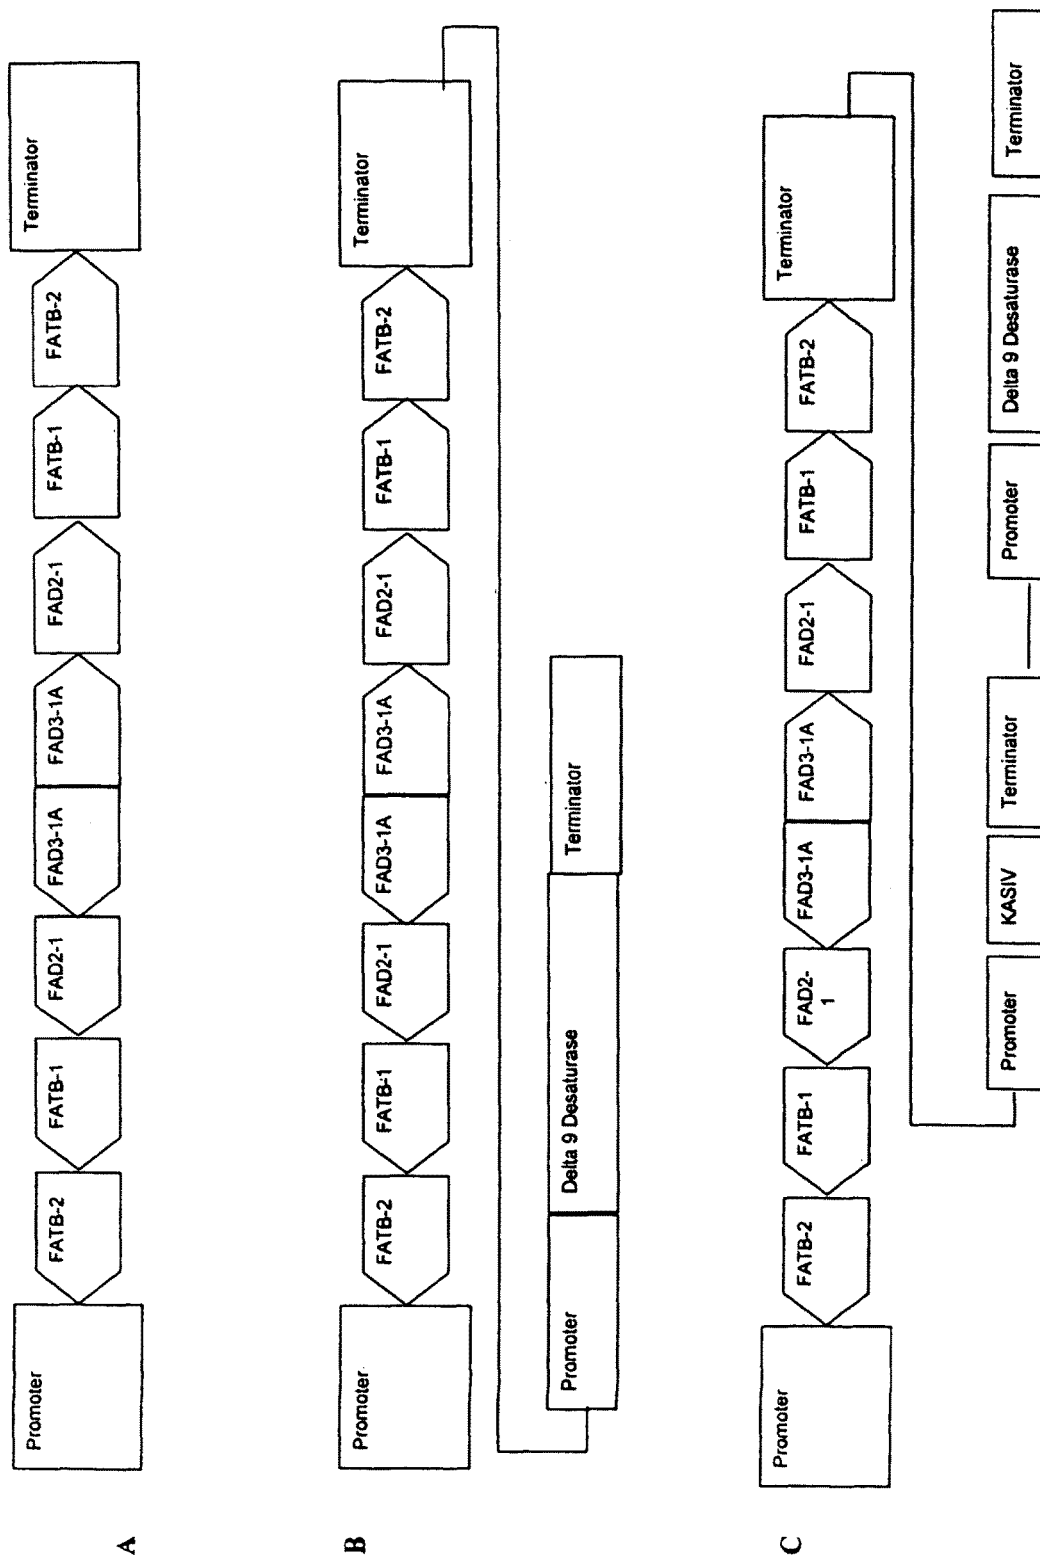 A
Promoter
FATB-2
FATB-1
FAD2-1
FAD3-1A
FAD3-1A
FAD2-1
FATB-1
FATB-2
Terminator
B
Promoter
FATB-2
FATB-1
FAD2-1
FAD3-1A
FAD3-1A
FAD2-1
FATB-1
FATB-2
Terminator
Promoter
Delta 9 Desaturase
Terminator
C
Promoter
FATB-2
FATB-1
FAD2-
1
FAD3-1A
FAD3-1A
FAD2-1
FATB-1
FATB-2
Terminator
Promoter
KASIV
Terminator
Promoter
Delta 9 Desaturase
Terminator